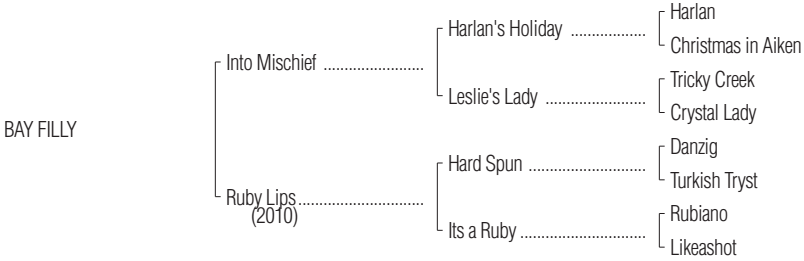 BAY FILLY
Into Mischief ........................
Ruby Lips..............................
(2010)
Harlan's Holiday ..................
Leslie's Lady ........................
Hard Spun ............................
Its a Ruby ..............................
Harlan
Christmas in Aiken
Tricky Creek
Crystal Lady
Danzig
Turkish Tryst
Rubiano
Likeashot